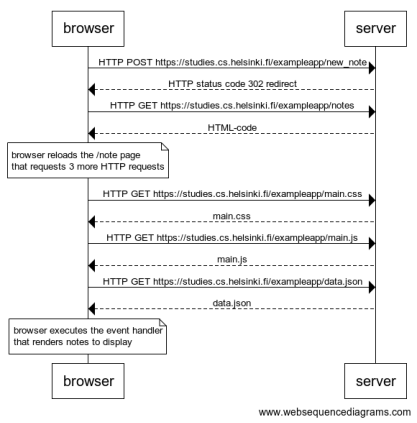 browser
server
HTTP POST https://studies.cs.helsinki.fi/exampleapp/new_note
HTTP status code 302 redirect
HTTP GET https://studies.cs.helsinki.fi/exampleapp/notes
HTML-code
browser reloads the /note page
that requests 3 more HTTP requests
HTTP GET https://studies.cs.helsinki.fi/exampleapp/main.css
main.css
HTTP GET https://studies.cs.helsinki.fi/exampleapp/main.js
main.js
HTTP GET https://studies.cs.helsinki.fi/exampleapp/data.json
data.json
browser executes the event handler
that renders notes to display
browser
server
www.websequencediagrams.com